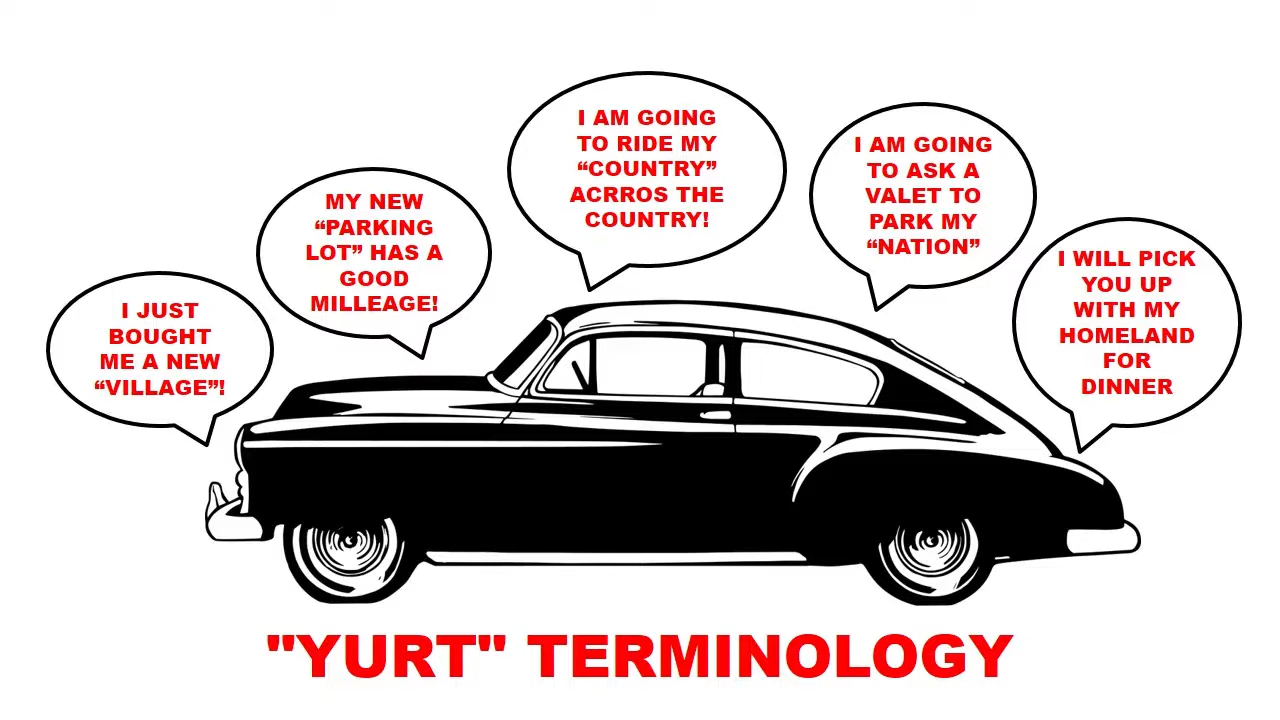 I JUST
BOUGHT
ME A NEW
“VILLAGE”!
MY NEW
“PARKING
LOT” HAS A
GOOD
MILLEAGE!
I AM GOING
TO RIDE MY
“COUNTRY”
ACRROS THE
COUNTRY!
I AM GOING
TO ASK A
VALET TO
PARK MY
“NATION”
I WILL PICK
YOU UP
WITH MY
HOMELAND
FOR
DINNER
"YURT" TERMINOLOGY